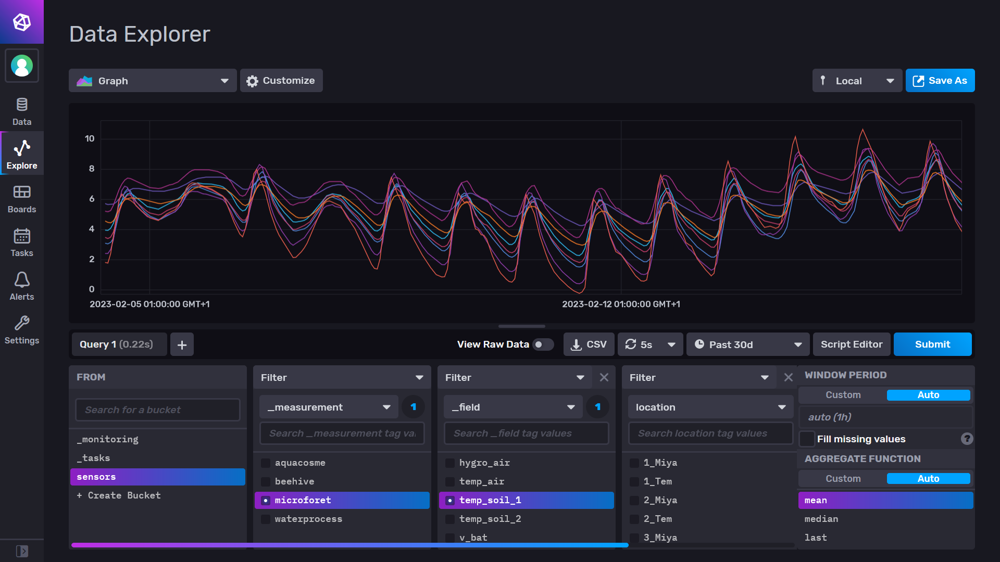 Data Explorer
Graph
Customize
Local
Save As
Data
Explore
Boards
Tasks
Alerts
Settings
10
8
6
4
2
0
2023-02-05 01:00:00 GMT+1
2023-02-12 01:00:00 GMT+1
Query 1 (0.22s)
+
View Raw Data
CSV
5s
Past 30d
Script Editor
Submit
FROM
Search for a bucket
_monitoring
_tasks
sensors
+ Create Bucket
Filter
_measurement
1
Search _measurement tag va
aquacosme
beehive
microforet
waterprocess
Filter
_field
1
Search _field tag values
hygro_air
temp_air
temp_soil_1
temp_soil_2
v_bat
Filter
location
Search location tag values
1_Miya
1_Tem
2_Miya
2_Tem
3_Miya
WINDOW PERIOD
Custom
Auto
auto (1h)
Fill missing values
?
AGGREGATE FUNCTION
Custom
Auto
mean
median
last